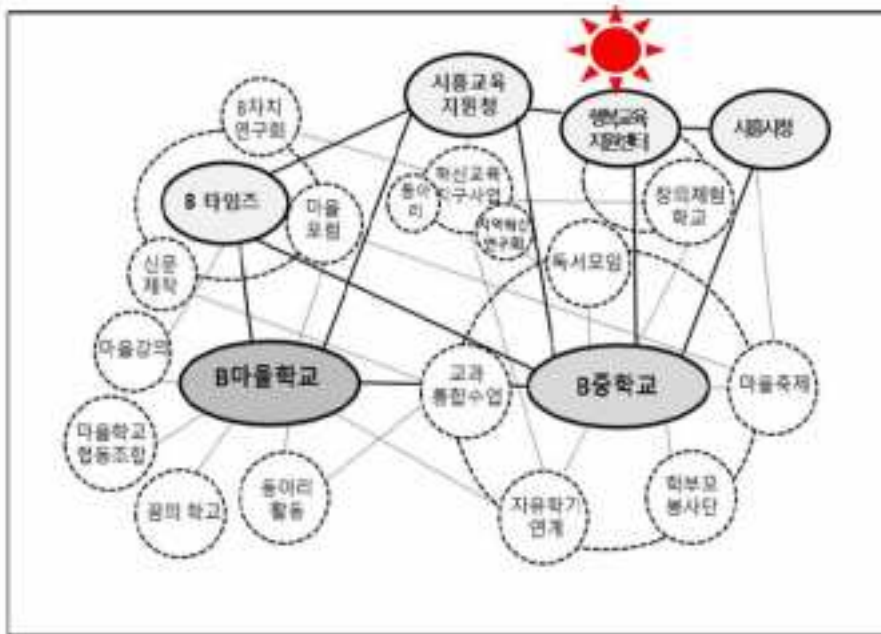 시흥교육
지원청
행복교육
지원센터
시흥시청
B자치
연구회
혁신교육
지구사업
동아
리
지역혁신
연구회
창의체험
학교
B 타임즈
마을
포럼
독서모임
신문
제작
마을강의
B마을학교
교과
통합수업
B중학교
마을축제
마을학교
협동조합
꿈의 학교
동아리
활동
자유학기
연계
학부모
봉사단